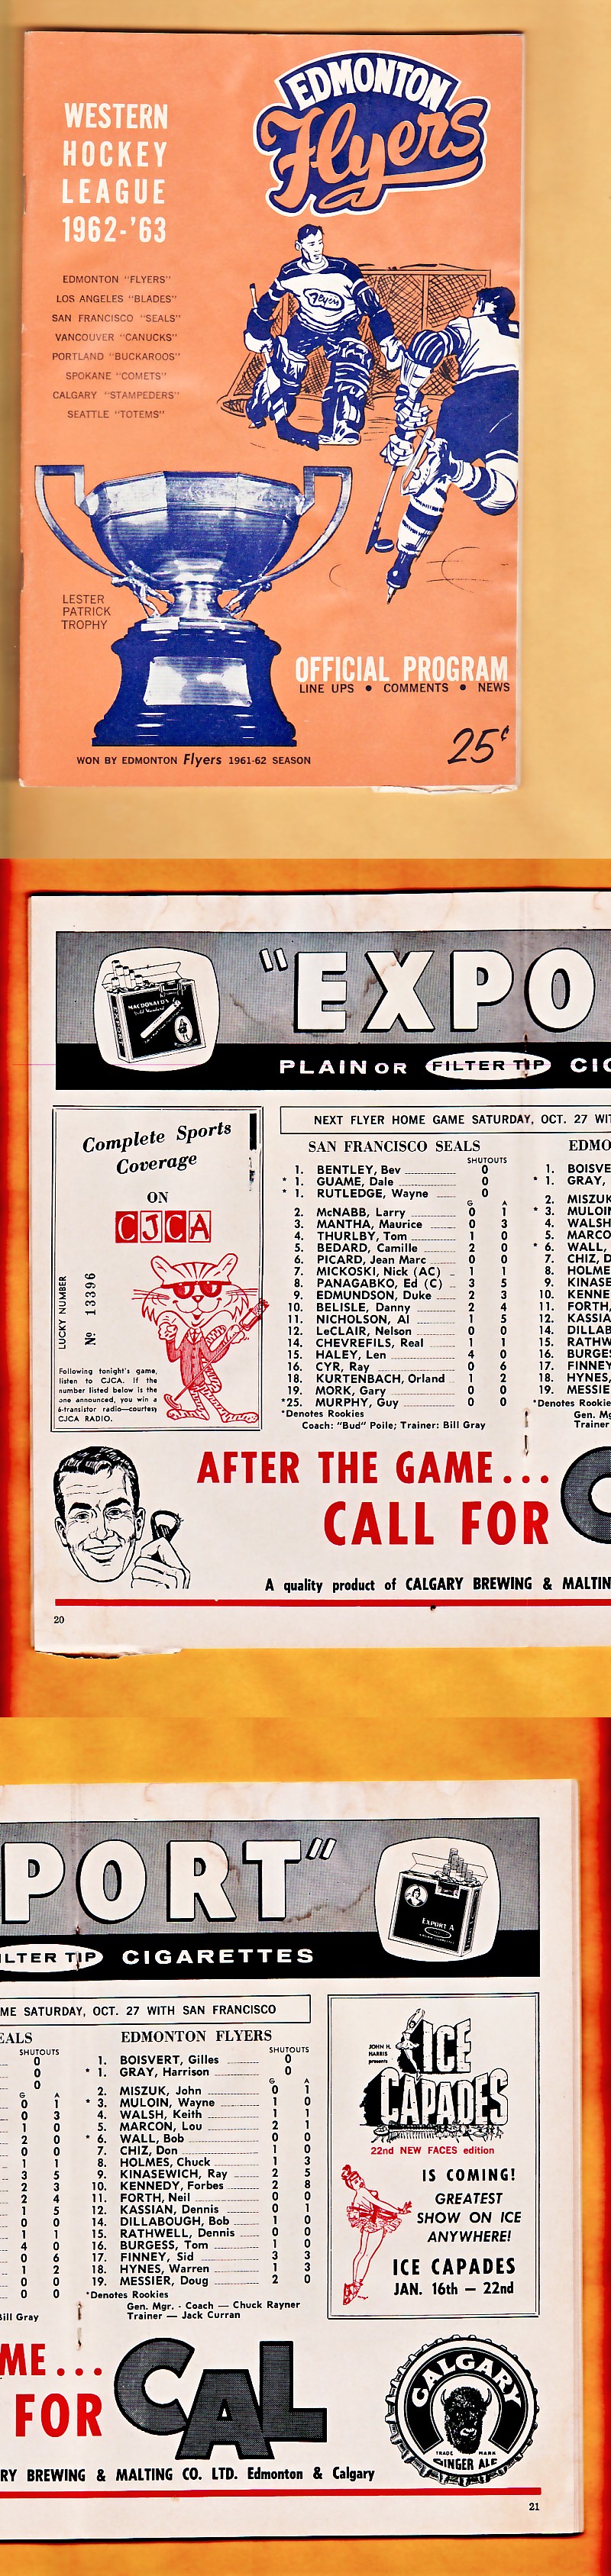 EDMONTON
Flyers
WESTERN
HOCKEY
LEAGUE
1962-'63
EDMONTON "FLYERS"
LOS ANGELES "BLADES"
SAN FRANCISCO "SEALS"
VANCOUVER "CANUCKS"
PORTLAND "BUCKAROOS"
SPOKANE "COMETS"
CALGARY "STAMPEDERS"
SEATTLE "TOTEMS"
Flyers
LESTER
PATRICK
TROPHY
OFFICIAL PROGRAM
LINE UPS • COMMENTS • NEWS
25¢
WON BY EDMONTON Flyers 1961-62 SEASON
MACDONALD'S
"EXPO
PLAIN OR FILTER TIP CIG
Complete Sports
Coverage
ON
CJCA
LUCKY NUMBER
No 13396
Following tonight's game,
listen to CJCA. If the
number listed below is the
one announced, you win a
6-transistor radio—courtesy
CJCA RADIO.
NEXT FLYER HOME GAME SATURDAY, OCT. 27 WIT
SAN FRANCISCO SEALS
SHUTOUTS
* 1. BENTLEY, Bev 0
* 1. GUAME, Dale 0
* 1. RUTLEDGE, Wayne 0
G A
2. McNABB, Larry 0 1
3. MANTHA, Maurice 0 3
4. THURLBY, Tom 1 0
5. BEDARD, Camille 2 0
6. PICARD, Jean Marc 0 0
7. MICKOSKI, Nick (AC) 1 1
8. PANAGABKO, Ed (C) 3 5
9. EDMUNDSON, Duke 2 3
10. BELISLE, Danny 2 4
11. NICHOLSON, Al 1 5
12. LeCLAIR, Nelson 0 0
14. CHEVREFILS, Real 1 1
15. HALEY, Len 4 0
16. CYR, Ray 0 6
18. KURTENBACH, Orland 1 2
19. MORK, Gary 0 0
*25. MURPHY, Guy 0 0
*Denotes Rookies
Coach: "Bud" Poile; Trainer: Bill Gray
EDMO
1. BOISVE
* 1. GRAY,
2. MISZUK
* 3. MULOIN
4. WALSH
5. MARCO
* 6. WALL,
7. CHIZ, D
8. HOLME
9. KINASE
10. KENNE
11. FORTH,
12. KASSIA
14. DILLAB
15. RATHW
16. BURGES
17. FINNEY
18. HYNES,
19. MESSIE
*Denotes Rookie
Gen. Mg
Trainer
AFTER THE GAME...
CALL FOR
A quality product of CALGARY BREWING & MALTIN
20
PORT"
ILTER TIP CIGARETTES
EXPORT A
ME SATURDAY, OCT. 27 WITH SAN FRANCISCO
EALS
SHUTOUTS
0
0
0
G A
0 1
0 3
1 0
2 0
0 0
1 1
3 5
2 3
2 4
1 5
0 0
1 1
4 0
0 6
1 2
0 0
0 0
Bill Gray
EDMONTON FLYERS
SHUTOUTS
1. BOISVERT, Gilles 0
* 1. GRAY, Harrison 0
G A
2. MISZUK, John 0 1
* 3. MULOIN, Wayne 1 0
4. WALSH, Keith 1 1
5. MARCON, Lou 2 1
* 6. WALL, Bob 0 0
7. CHIZ, Don 1 0
8. HOLMES, Chuck 1 3
9. KINASEWICH, Ray 2 5
10. KENNEDY, Forbes 2 8
11. FORTH, Neil 0 0
12. KASSIAN, Dennis 0 1
14. DILLABOUGH, Bob 1 0
15. RATHWELL, Dennis 0 0
16. BURGESS, Tom 1 0
17. FINNEY, Sid 3 3
18. HYNES, Warren 1 3
19. MESSIER, Doug 2 0
*Denotes Rookies
Gen. Mgr. - Coach — Chuck Rayner
Trainer — Jack Curran
JOHN H.
HARRIS
presents
ICE
CAPADES
22nd NEW FACES edition
IS COMING!
GREATEST
SHOW ON ICE
ANYWHERE!
ICE CAPADES
JAN. 16th — 22nd
ME...
FOR
CAL
CALGARY
TRADE MARK
GINGER ALE
RY BREWING & MALTING CO. LTD. Edmonton & Calgary
21